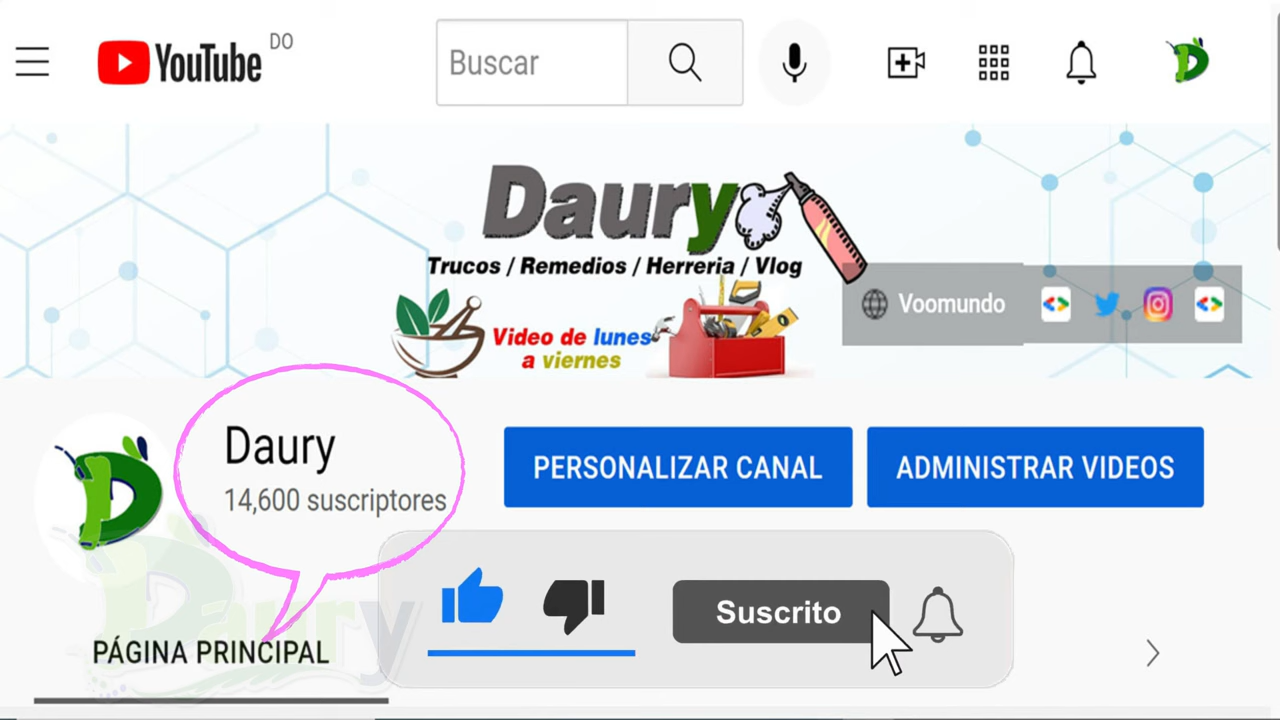 YouTube DO
Buscar
Daury
Trucos / Remedios / Herreria / Vlog
Voomundo
Video de lunes
a viernes
Daury
14,600 suscriptores
PERSONALIZAR CANAL
ADMINISTRAR VIDEOS
Suscrito
Daury
PÁGINA PRINCIPAL